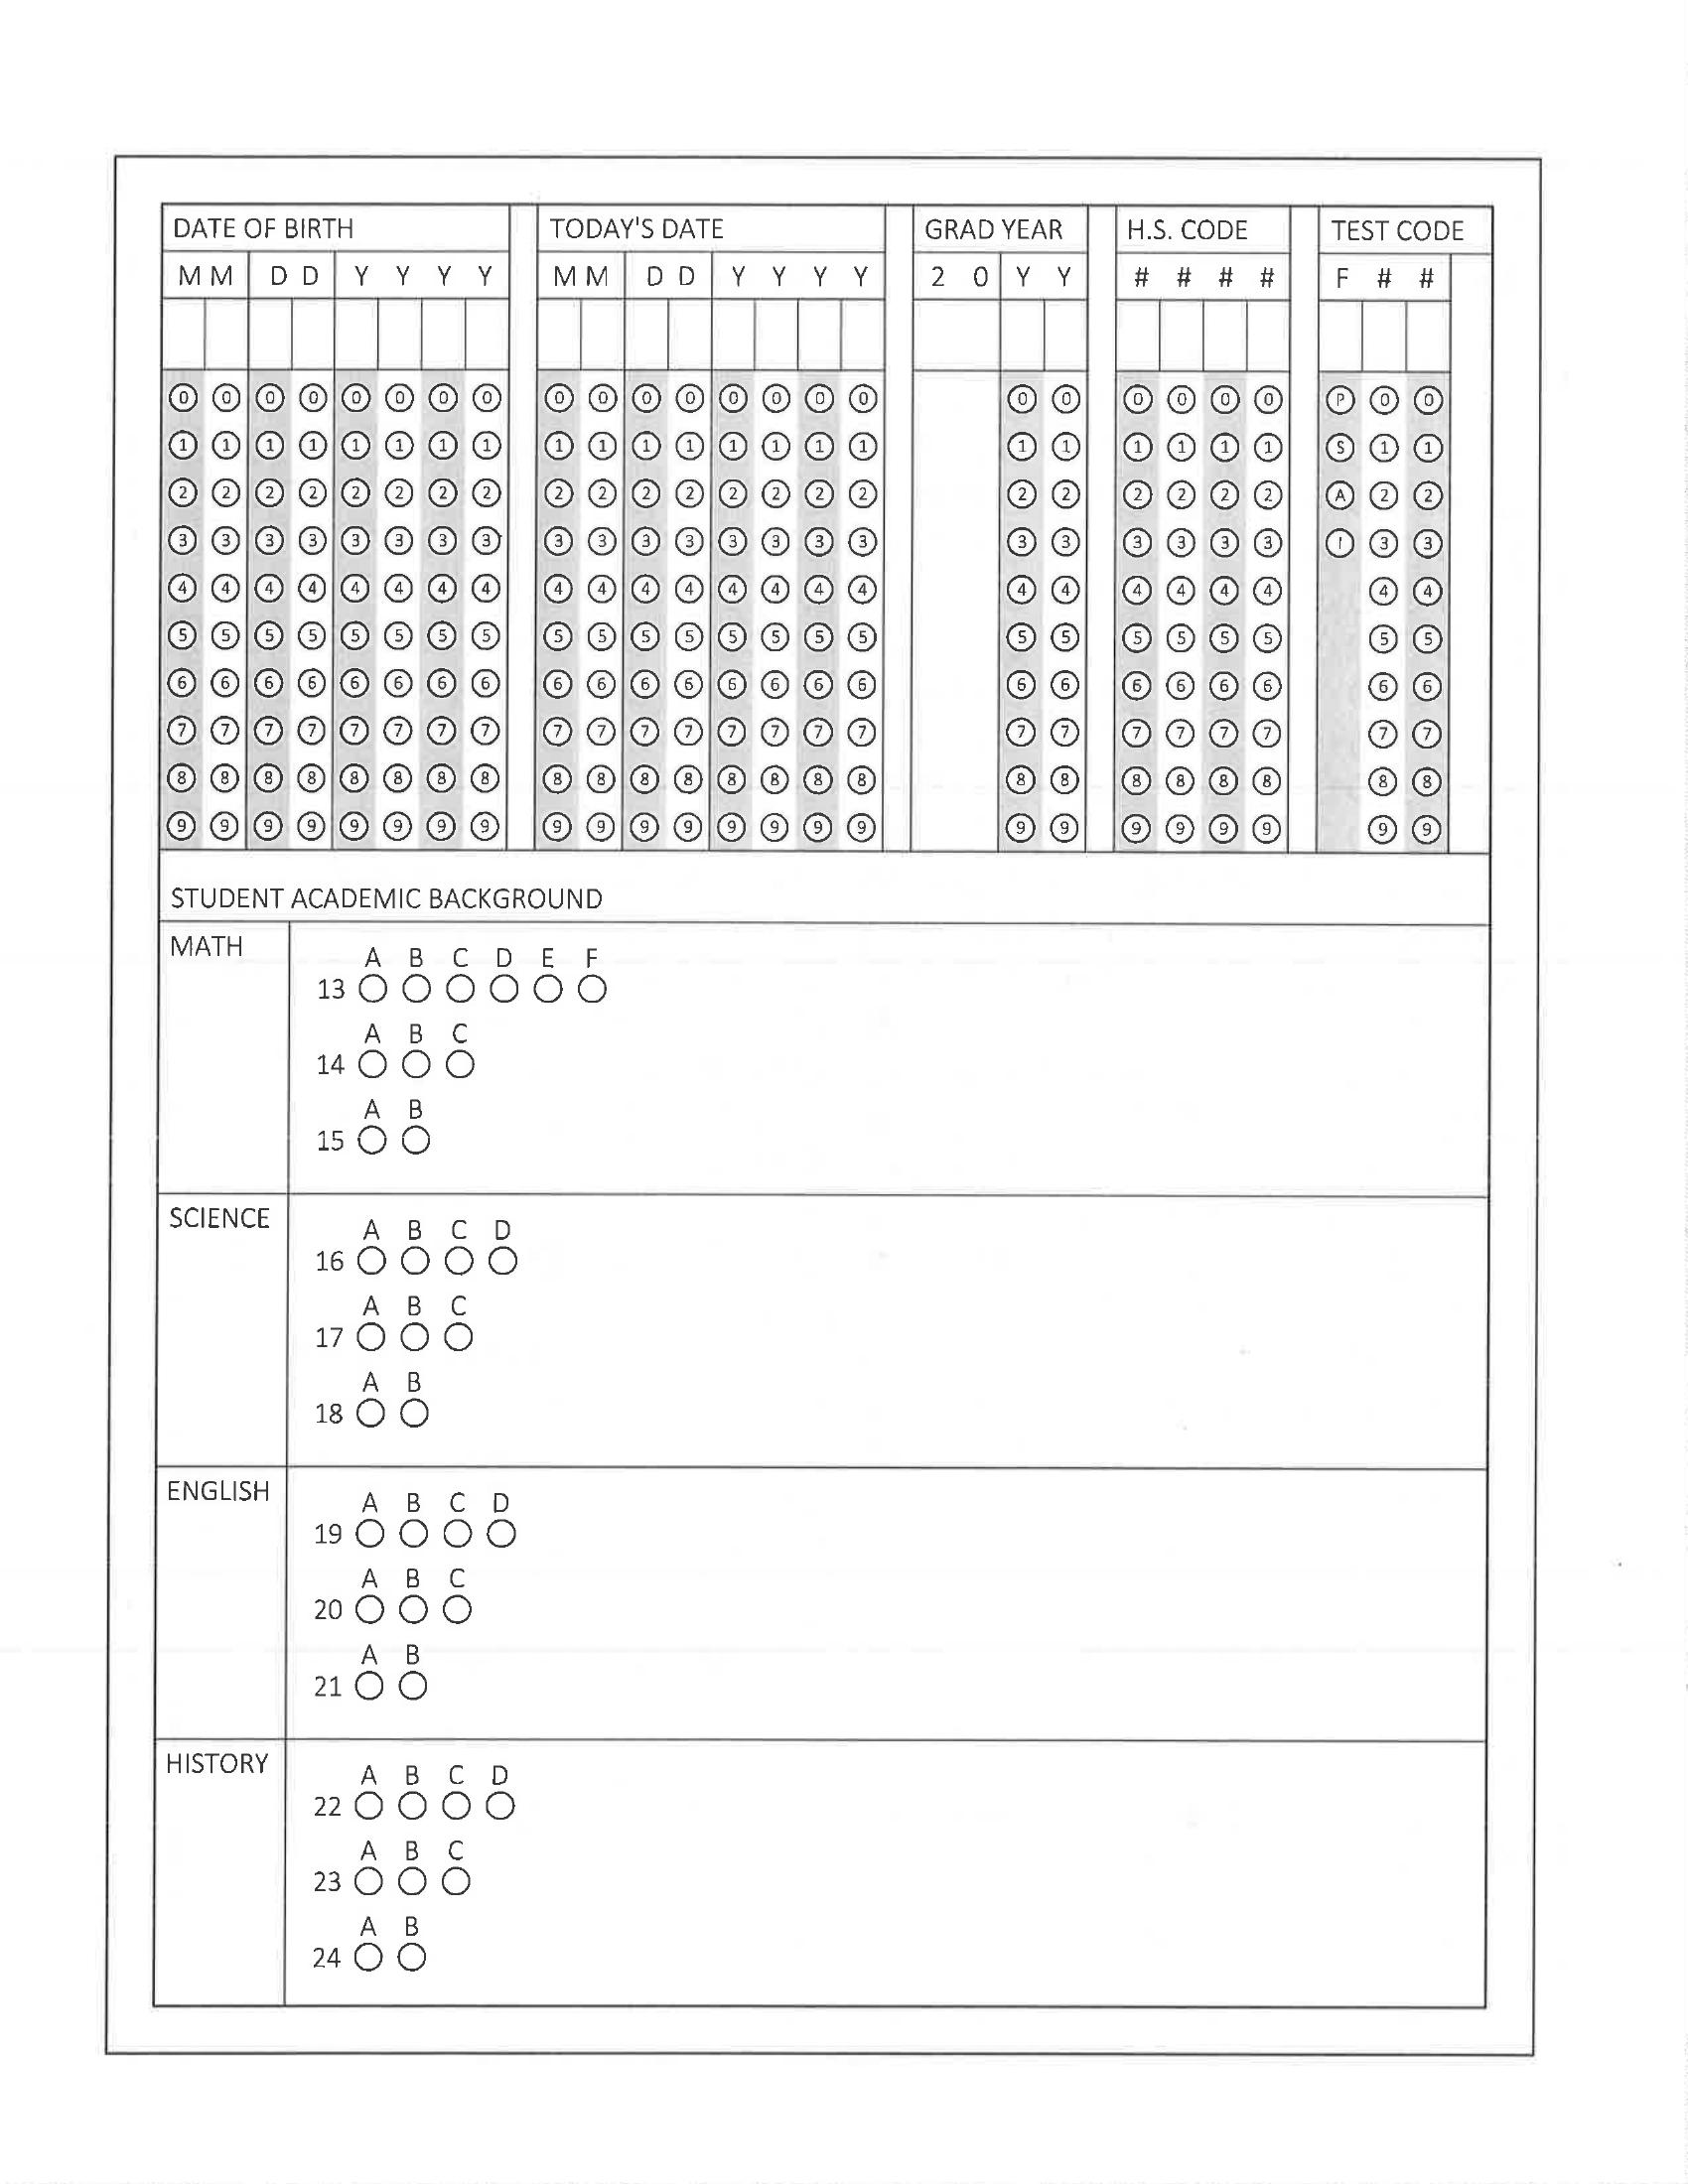 DATE OF BIRTH TODAY'S DATE GRAD YEAR H.S. CODE TEST CODE
M M D D Y Y Y Y M M D D Y Y Y Y 2 0 Y Y # # # # F # #
0 0 0 0 0 0 0 0 0 0 0 0 0 0 0 0 0 0 0 0 0 0 P 0 0
1 1 1 1 1 1 1 1 1 1 1 1 1 1 1 1 1 1 1 1 1 1 S 1 1
2 2 2 2 2 2 2 2 2 2 2 2 2 2 2 2 2 2 2 2 2 2 A 2 2
3 3 3 3 3 3 3 3 3 3 3 3 3 3 3 3 3 3 3 3 3 3 I 3 3
4 4 4 4 4 4 4 4 4 4 4 4 4 4 4 4 4 4 4 4 4 4 4 4
5 5 5 5 5 5 5 5 5 5 5 5 5 5 5 5 5 5 5 5 5 5 5 5
6 6 6 6 6 6 6 6 6 6 6 6 6 6 6 6 6 6 6 6 6 6 6 6
7 7 7 7 7 7 7 7 7 7 7 7 7 7 7 7 7 7 7 7 7 7 7 7
8 8 8 8 8 8 8 8 8 8 8 8 8 8 8 8 8 8 8 8 8 8 8 8
9 9 9 9 9 9 9 9 9 9 9 9 9 9 9 9 9 9 9 9 9 9 9 9
STUDENT ACADEMIC BACKGROUND
MATH
A B C D E F
13
A B C
14
A B
15
SCIENCE
A B C D
16
A B C
17
A B
18
ENGLISH
A B C D
19
A B C
20
A B
21
HISTORY
A B C D
22
A B C
23
A B
24